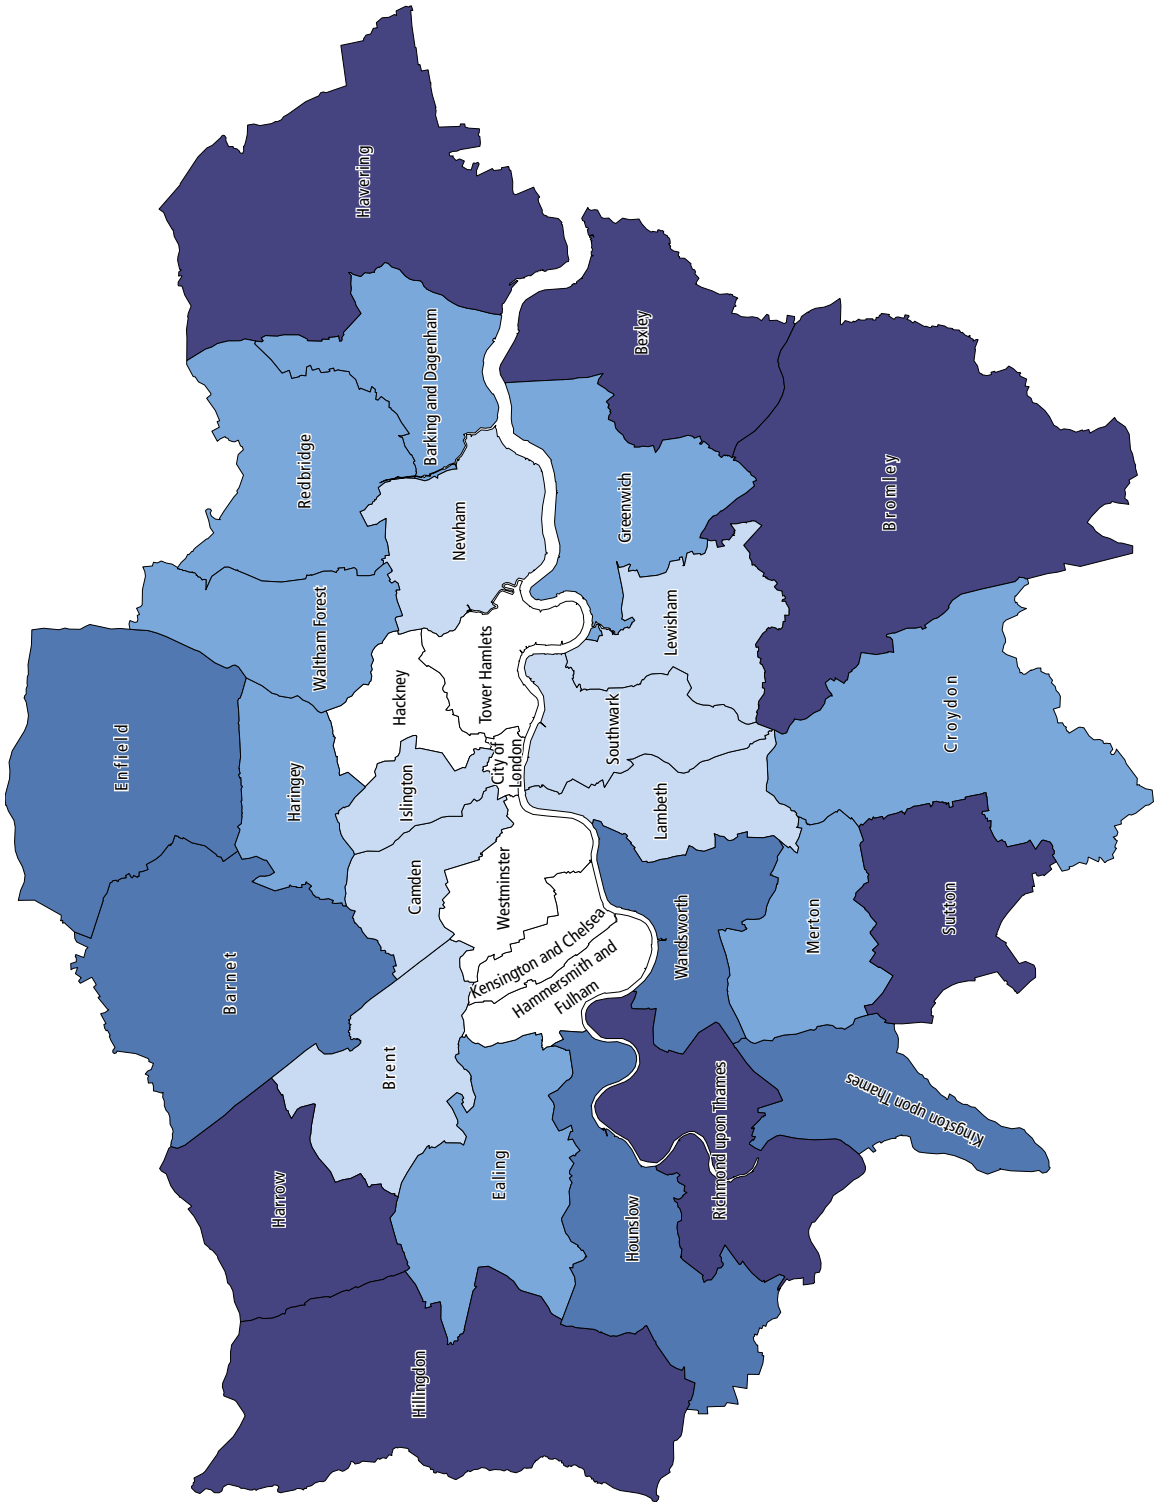 Enfield
Barnet
Haringey
Waltham Forest
Redbridge
Havering
Barking and Dagenham
Harrow
Brent
Camden
Islington
Hackney
Newham
Tower Hamlets
City of
London
Westminster
Kensington and Chelsea
Hammersmith and
Fulham
Hillingdon
Ealing
Hounslow
Richmond upon Thames
Wandsworth
Lambeth
Southwark
Lewisham
Greenwich
Bexley
Kingston upon Thames
Merton
Sutton
Croydon
Bromley